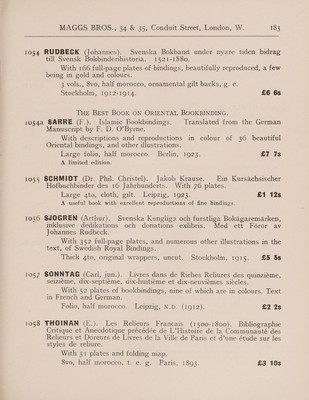 MAGGS BROS., 34 & 35, Conduit Street, London, W. 183
1054 RUDBECK (Johannes). Svenska Bokband under nyare tiden bidrag
till Svensk Bokbinderihistoria. 1521-1880.
With 166 full-page plates of bindings, beautifully reproduced, a few
being in gold and colours.
3 vols., 8vo, half morocco, ornamental gilt backs, g. e.
Stockholm, 1912-1914. £6 6s
THE BEST BOOK ON ORIENTAL BOOKBINDING.
1054a SARRE (F.). Islamic Bookbindings. Translated from the German
Manuscript by F. D. O'Byrne.
With descriptions and reproductions in colour of 36 beautiful
Oriental bindings, and other illustrations.
Large folio, half morocco. Berlin, 1923. £7 7s
A limited edition.
1055 SCHMIDT (Dr. Phil. Christel). Jakob Krause. Ein Kursächsischer
Hofbuchbinder des 16 Jahrhunderts. With 76 plates.
Large 4to, cloth, gilt. Leipzig, 1923. £1 12s
A useful book with excellent reproductions of fine bindings.
1056 SJOGREN (Arthur). Svenska Kungliga och furstliga Bokägaremärken,
inklusive dedikations och donations exlibris. Med ett Föror av
Johannes Rudbeck.
With 352 full-page plates, and numerous other illustrations in the
text, of Swedish Royal Bindings.
Thick 4to, original wrappers, uncut. Stockholm, 1915. £5 5s
1057 SONNTAG (Carl, jun.). Livres dans de Riches Reliures des quinzième,
seizième, dix-septième, dix-huitième et dix-neuvièmes siècles.
With 52 plates of bookbindings, nine of which are in colours. Text
in French and German.
Folio, half morocco. Leipzig, N.D. (1912). £2 2s
1058 THOINAN (E.). Les Relieurs Francais (1500-1800). Bibliographie
Critique et Anecdotique précédée de L'Histoire de la Communauté des
Relieurs et Doreurs de Livres de la Ville de Paris et d'une étude sur les
styles de reliure.
With 31 plates and folding map.
8vo, half morocco, t. e. g. Paris, 1893. £3 10s